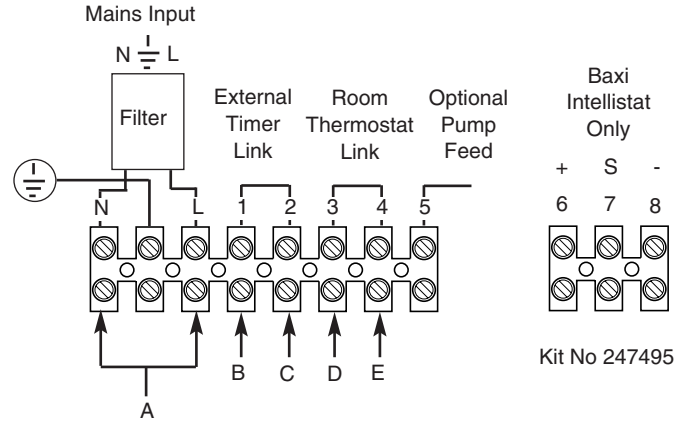 Mains Input
N L
Filter
External
Timer
Link
Room
Thermostat
Link
Optional
Pump
Feed
Baxi
Intellistat
Only
+ S -
6 7 8
N L 1 2 3 4 5
B C D E
A
Kit No 247495